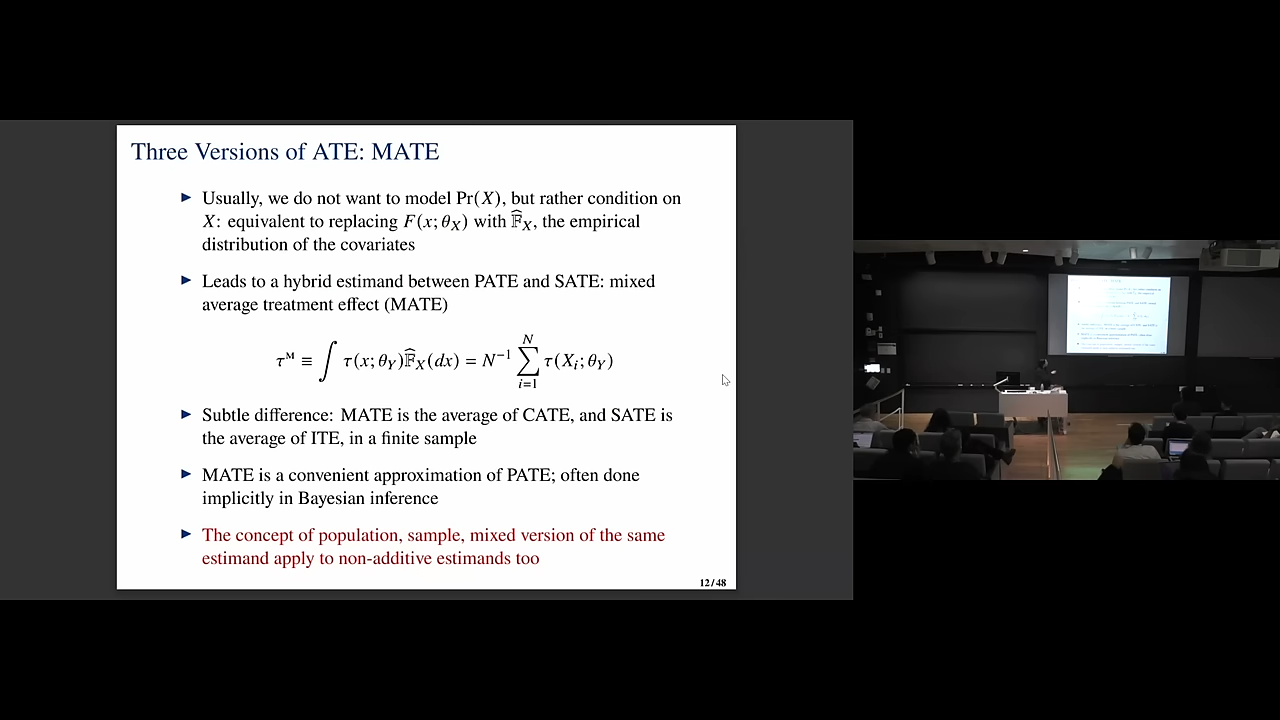 Three Versions of ATE: MATE
▶ Usually, we do not want to model Pr(X), but rather condition on
X: equivalent to replacing F(x; θ_X) with 𝔽̂_X, the empirical
distribution of the covariates
▶ Leads to a hybrid estimand between PATE and SATE: mixed
average treatment effect (MATE)
τ^M ≡ ∫ τ(x; θ_Y)𝔽̂_X(dx) = N^{-1} ∑_{i=1}^{N} τ(X_i; θ_Y)
▶ Subtle difference: MATE is the average of CATE, and SATE is
the average of ITE, in a finite sample
▶ MATE is a convenient approximation of PATE; often done
implicitly in Bayesian inference
▶ The concept of population, sample, mixed version of the same
estimand apply to non-additive estimands too
12 / 48